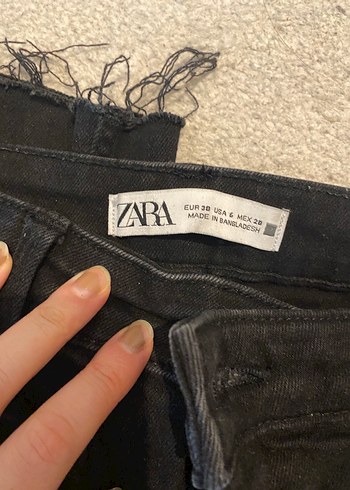 ZARA
EUR 38 USA 6 MEX 28
MADE IN BANGLADESH